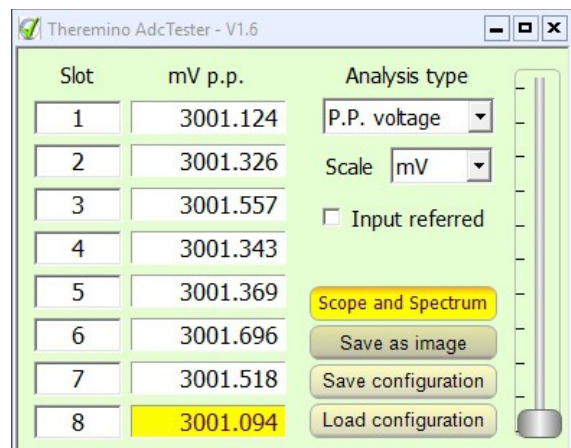 Theremino AdcTester - V1.6
Slot mV p.p. Analysis type
1 3001.124 P.P. voltage
2 3001.326 Scale mV
3 3001.557 Input referred
4 3001.343
5 3001.369 Scope and Spectrum
6 3001.696 Save as image
7 3001.518 Save configuration
8 3001.094 Load configuration